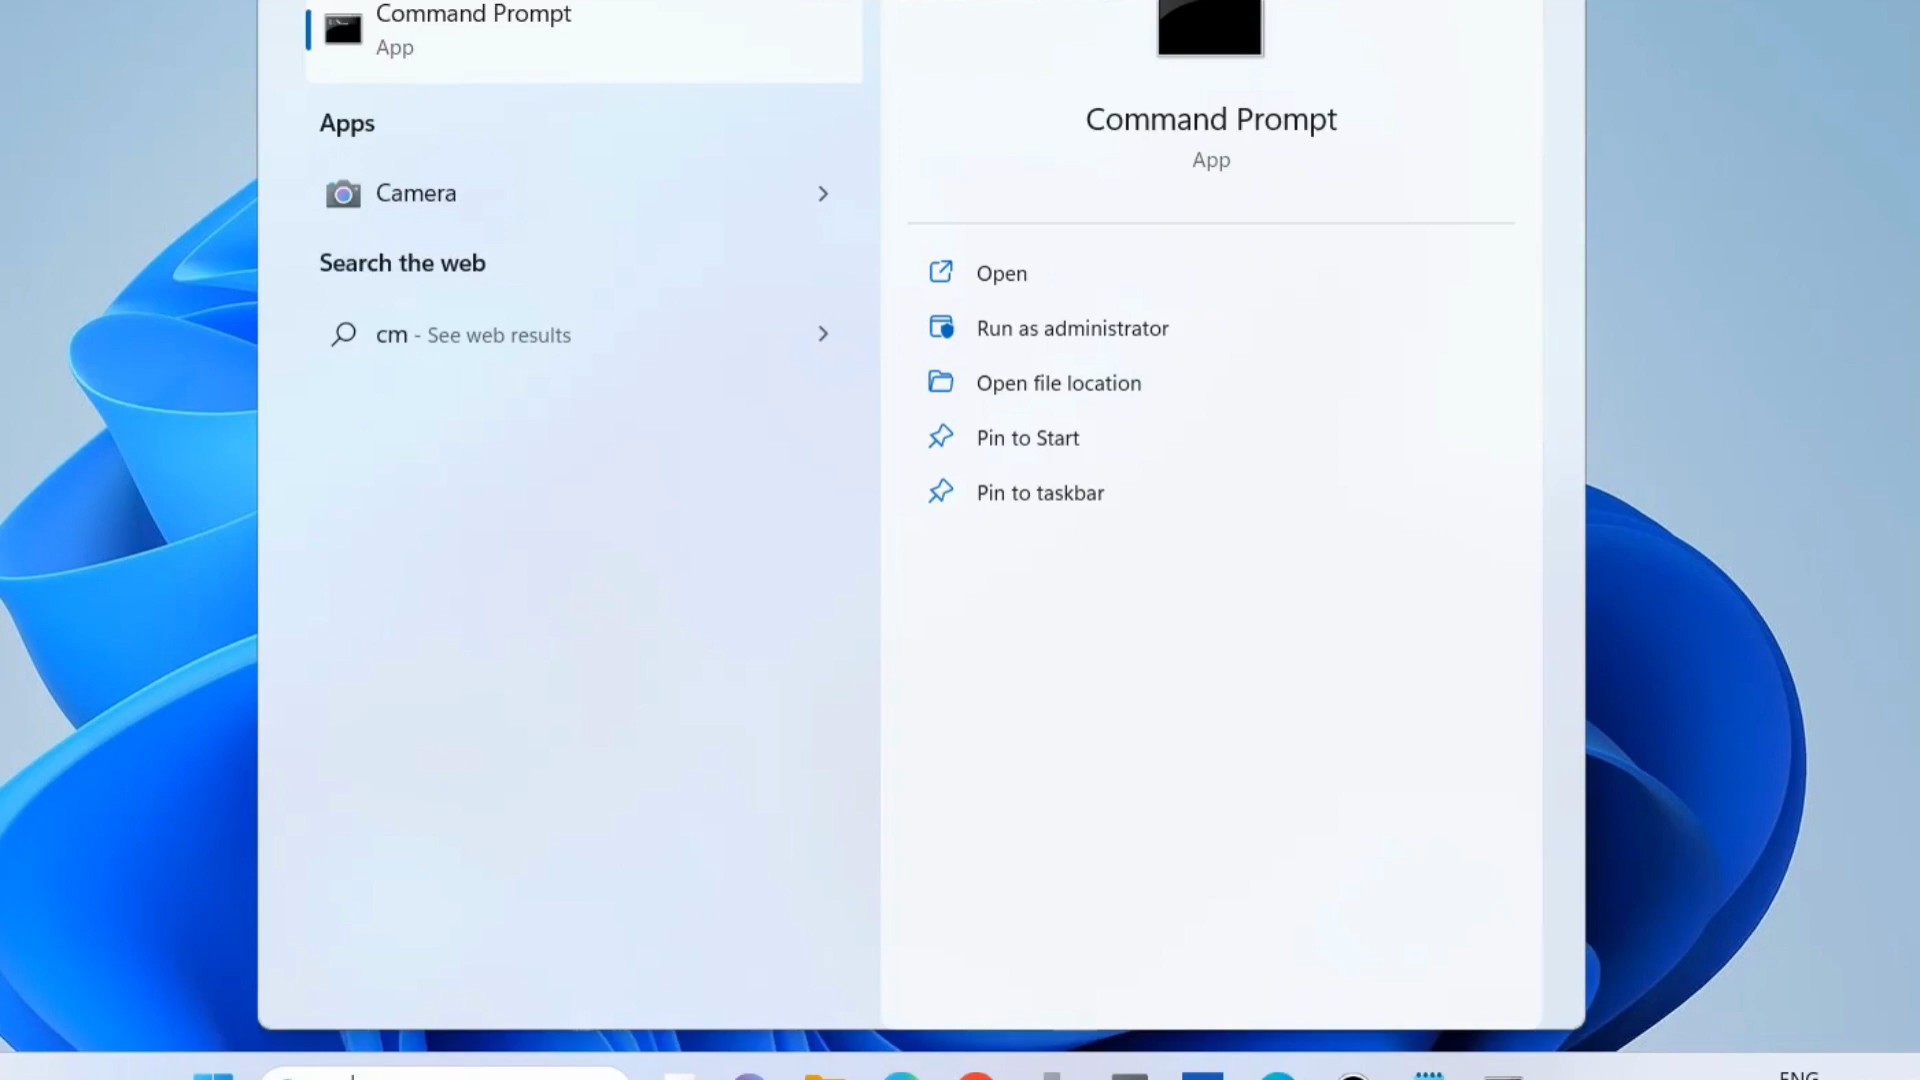 Command Prompt
App
Apps
Camera
Search the web
cm - See web results
Command Prompt
App
Open
Run as administrator
Open file location
Pin to Start
Pin to taskbar
ENG